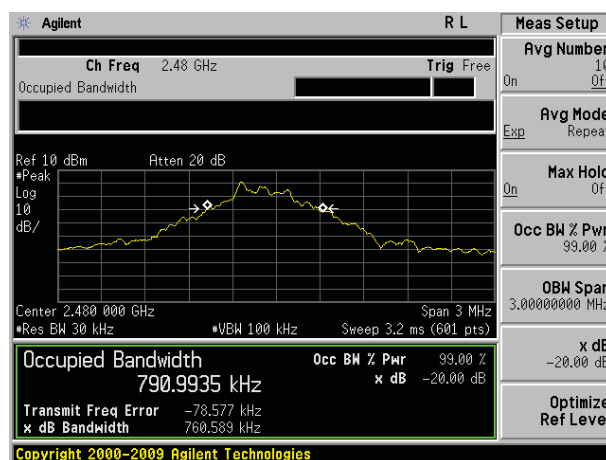 Agilent R L Meas Setup
Avg Number
10
On Off
Ch Freq 2.48 GHz Trig Free
Occupied Bandwidth
Avg Mode
Exp Repeat
Ref 10 dBm Atten 20 dB
#Peak
Log
10
dB/
Max Hold
On Off
Occ BW % Pwr
99.00 %
OBW Span
3.00000000 MHz
Center 2.480 000 GHz Span 3 MHz
#Res BW 30 kHz #VBW 100 kHz Sweep 3.2 ms (601 pts)
x dB
-20.00 dB
Occupied Bandwidth Occ BW % Pwr 99.00 %
790.9935 kHz x dB -20.00 dB
Transmit Freq Error -78.577 kHz
x dB Bandwidth 760.589 kHz
Optimize
Ref Level
Copyright 2000-2009 Agilent Technologies